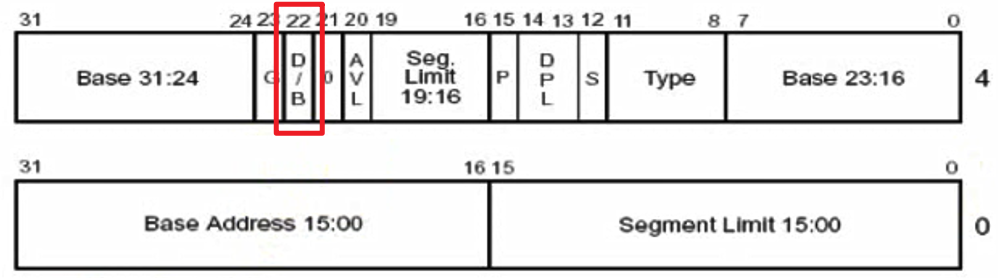 31 24 23 22 21 20 19 16 15 14 13 12 11 8 7 0
Base 31:24 G D/B 0 AVL Seg. Limit 19:16 P DPL S Type Base 23:16 4
31 16 15 0
Base Address 15:00 Segment Limit 15:00 0